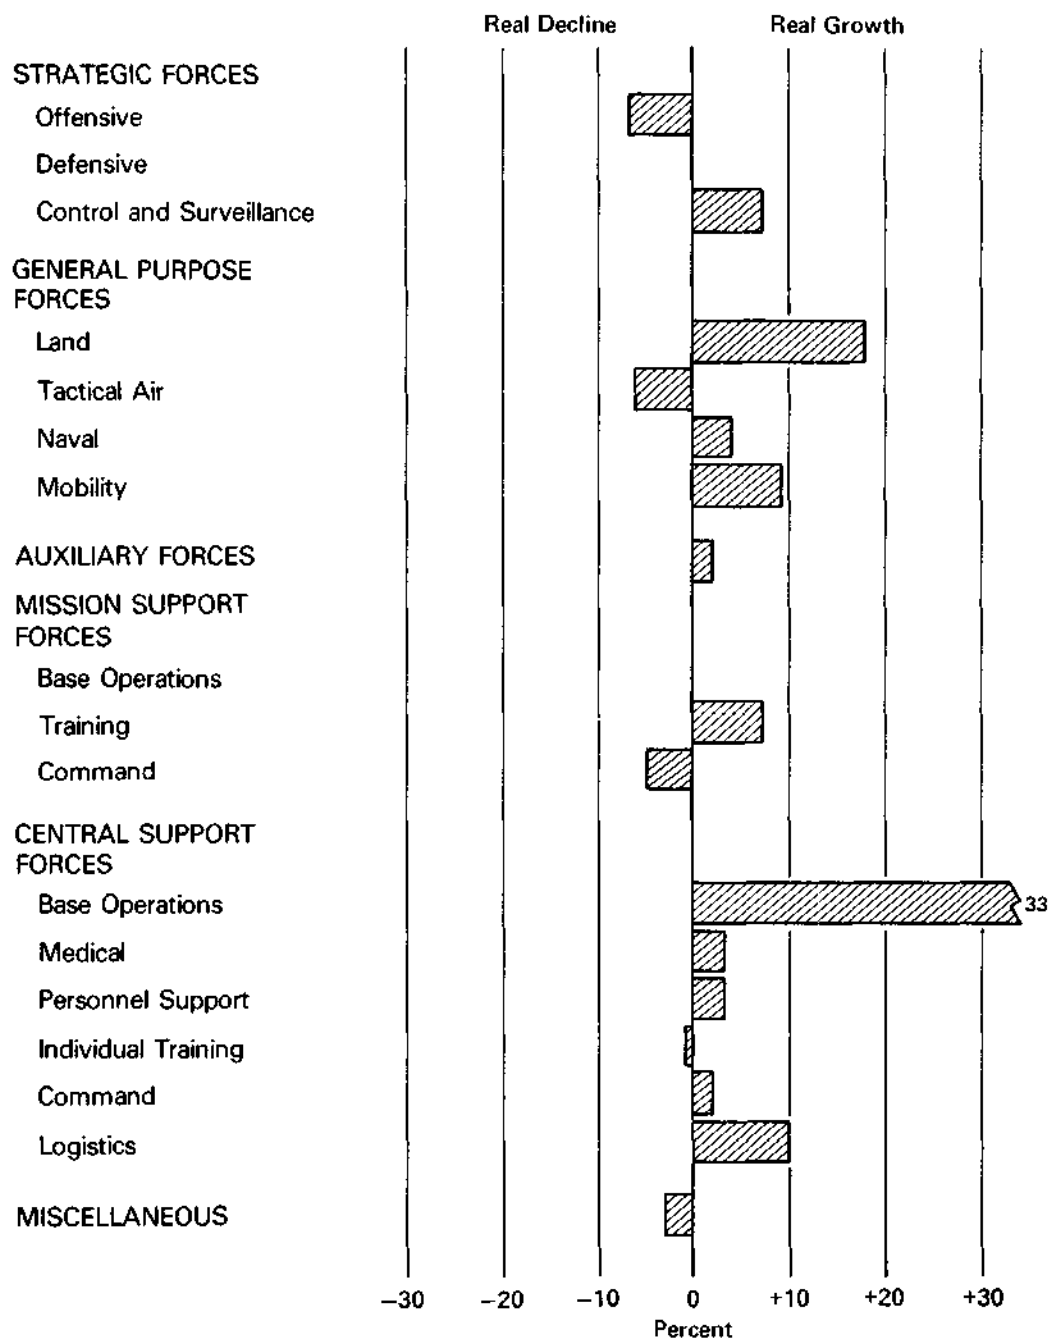 Real Decline Real Growth
STRATEGIC FORCES
Offensive
Defensive
Control and Surveillance
GENERAL PURPOSE
FORCES
Land
Tactical Air
Naval
Mobility
AUXILIARY FORCES
MISSION SUPPORT
FORCES
Base Operations
Training
Command
CENTRAL SUPPORT
FORCES
Base Operations 33
Medical
Personnel Support
Individual Training
Command
Logistics
MISCELLANEOUS
−30 −20 −10 0 +10 +20 +30
Percent